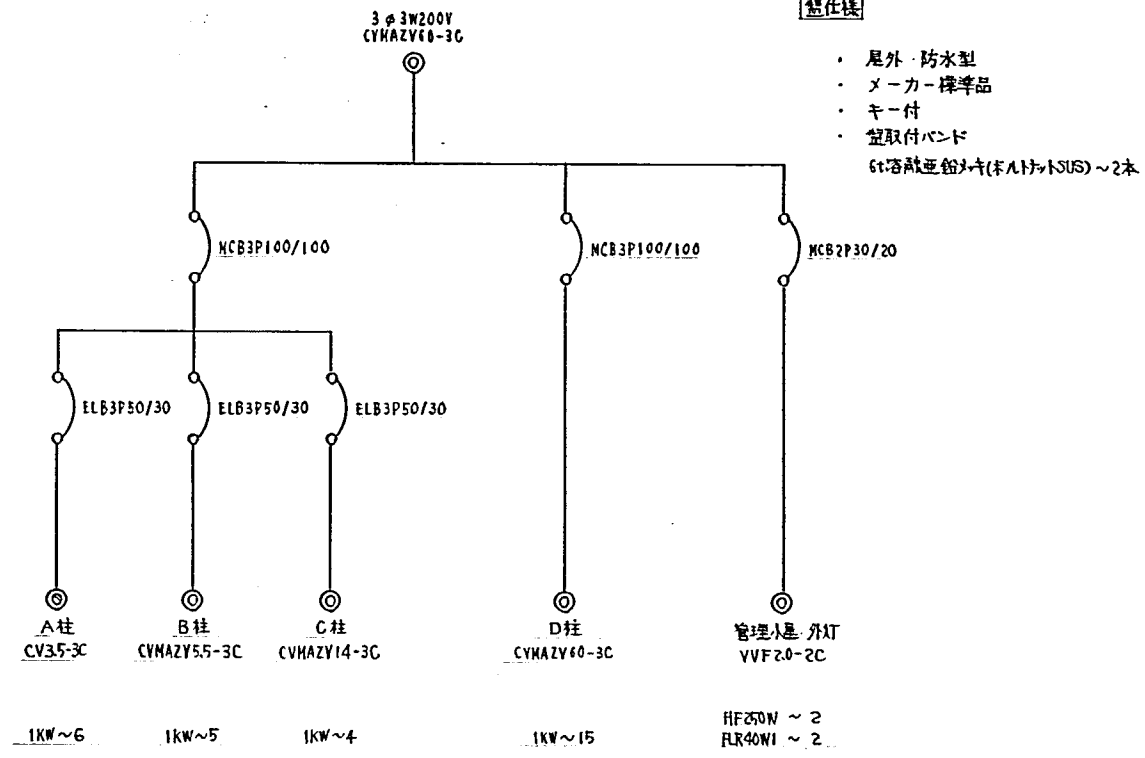 3φ3W200V
CVMAZV60-3C
盤仕様
・ 屋外・防水型
・ メーカー標準品
・ キー付
・ 盤取付バンド
6t溶融亜鉛メッキ(ボルトナットSUS)～2本
MCB3P100/100
MCB3P100/100
MCB2P30/20
ELB3P50/30
ELB3P50/30
ELB3P50/30
A柱
CV3.5-3C
B柱
CVMAZV5.5-3C
C柱
CVMAZV14-3C
D柱
CVMAZV60-3C
管理小屋・外灯
VVF2.0-2C
1KW～6
1KW～5
1KW～4
1KW～15
HF250W ～ 2
FLR40W1 ～ 2